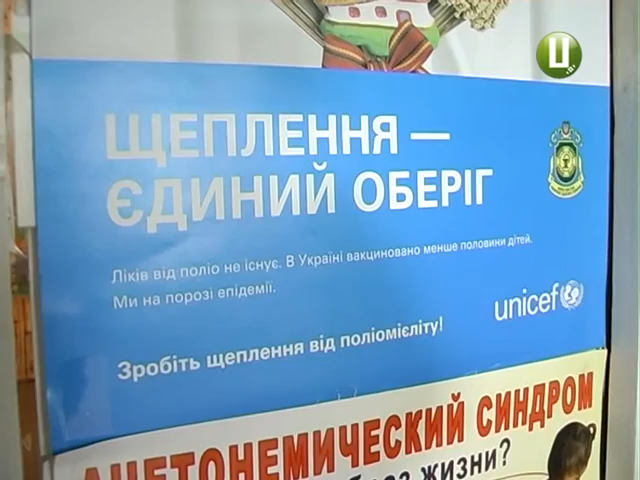 Ц
ЩЕПЛЕННЯ —
ЄДИНИЙ ОБЕРІГ
Ліків від поліо не існує. В Україні вакциновано менше половини дітей.
Ми на порозі епідемії.
unicef
Зробіть щеплення від поліомієліту!
АЦЕТОНЕМИЧЕСКИЙ СИНДРОМ
жизни?